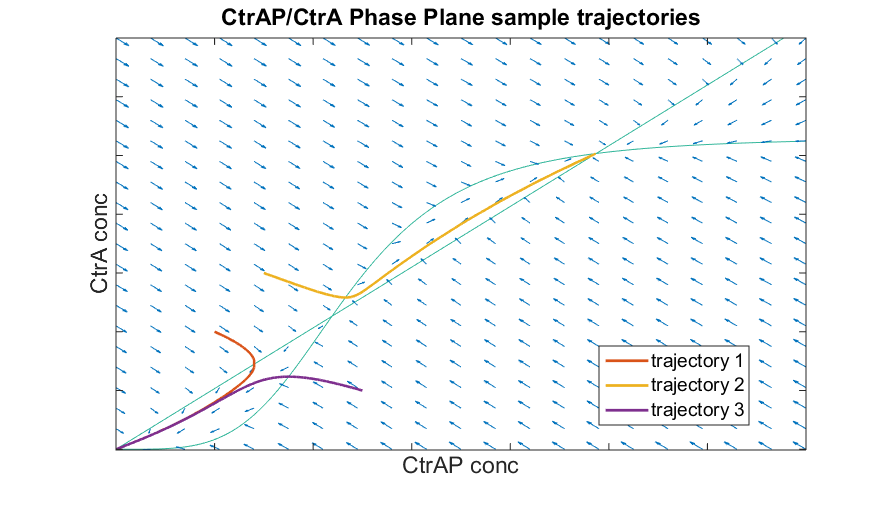 CtrAP/CtrA Phase Plane sample trajectories
CtrA conc
trajectory 1
trajectory 2
trajectory 3
CtrAP conc